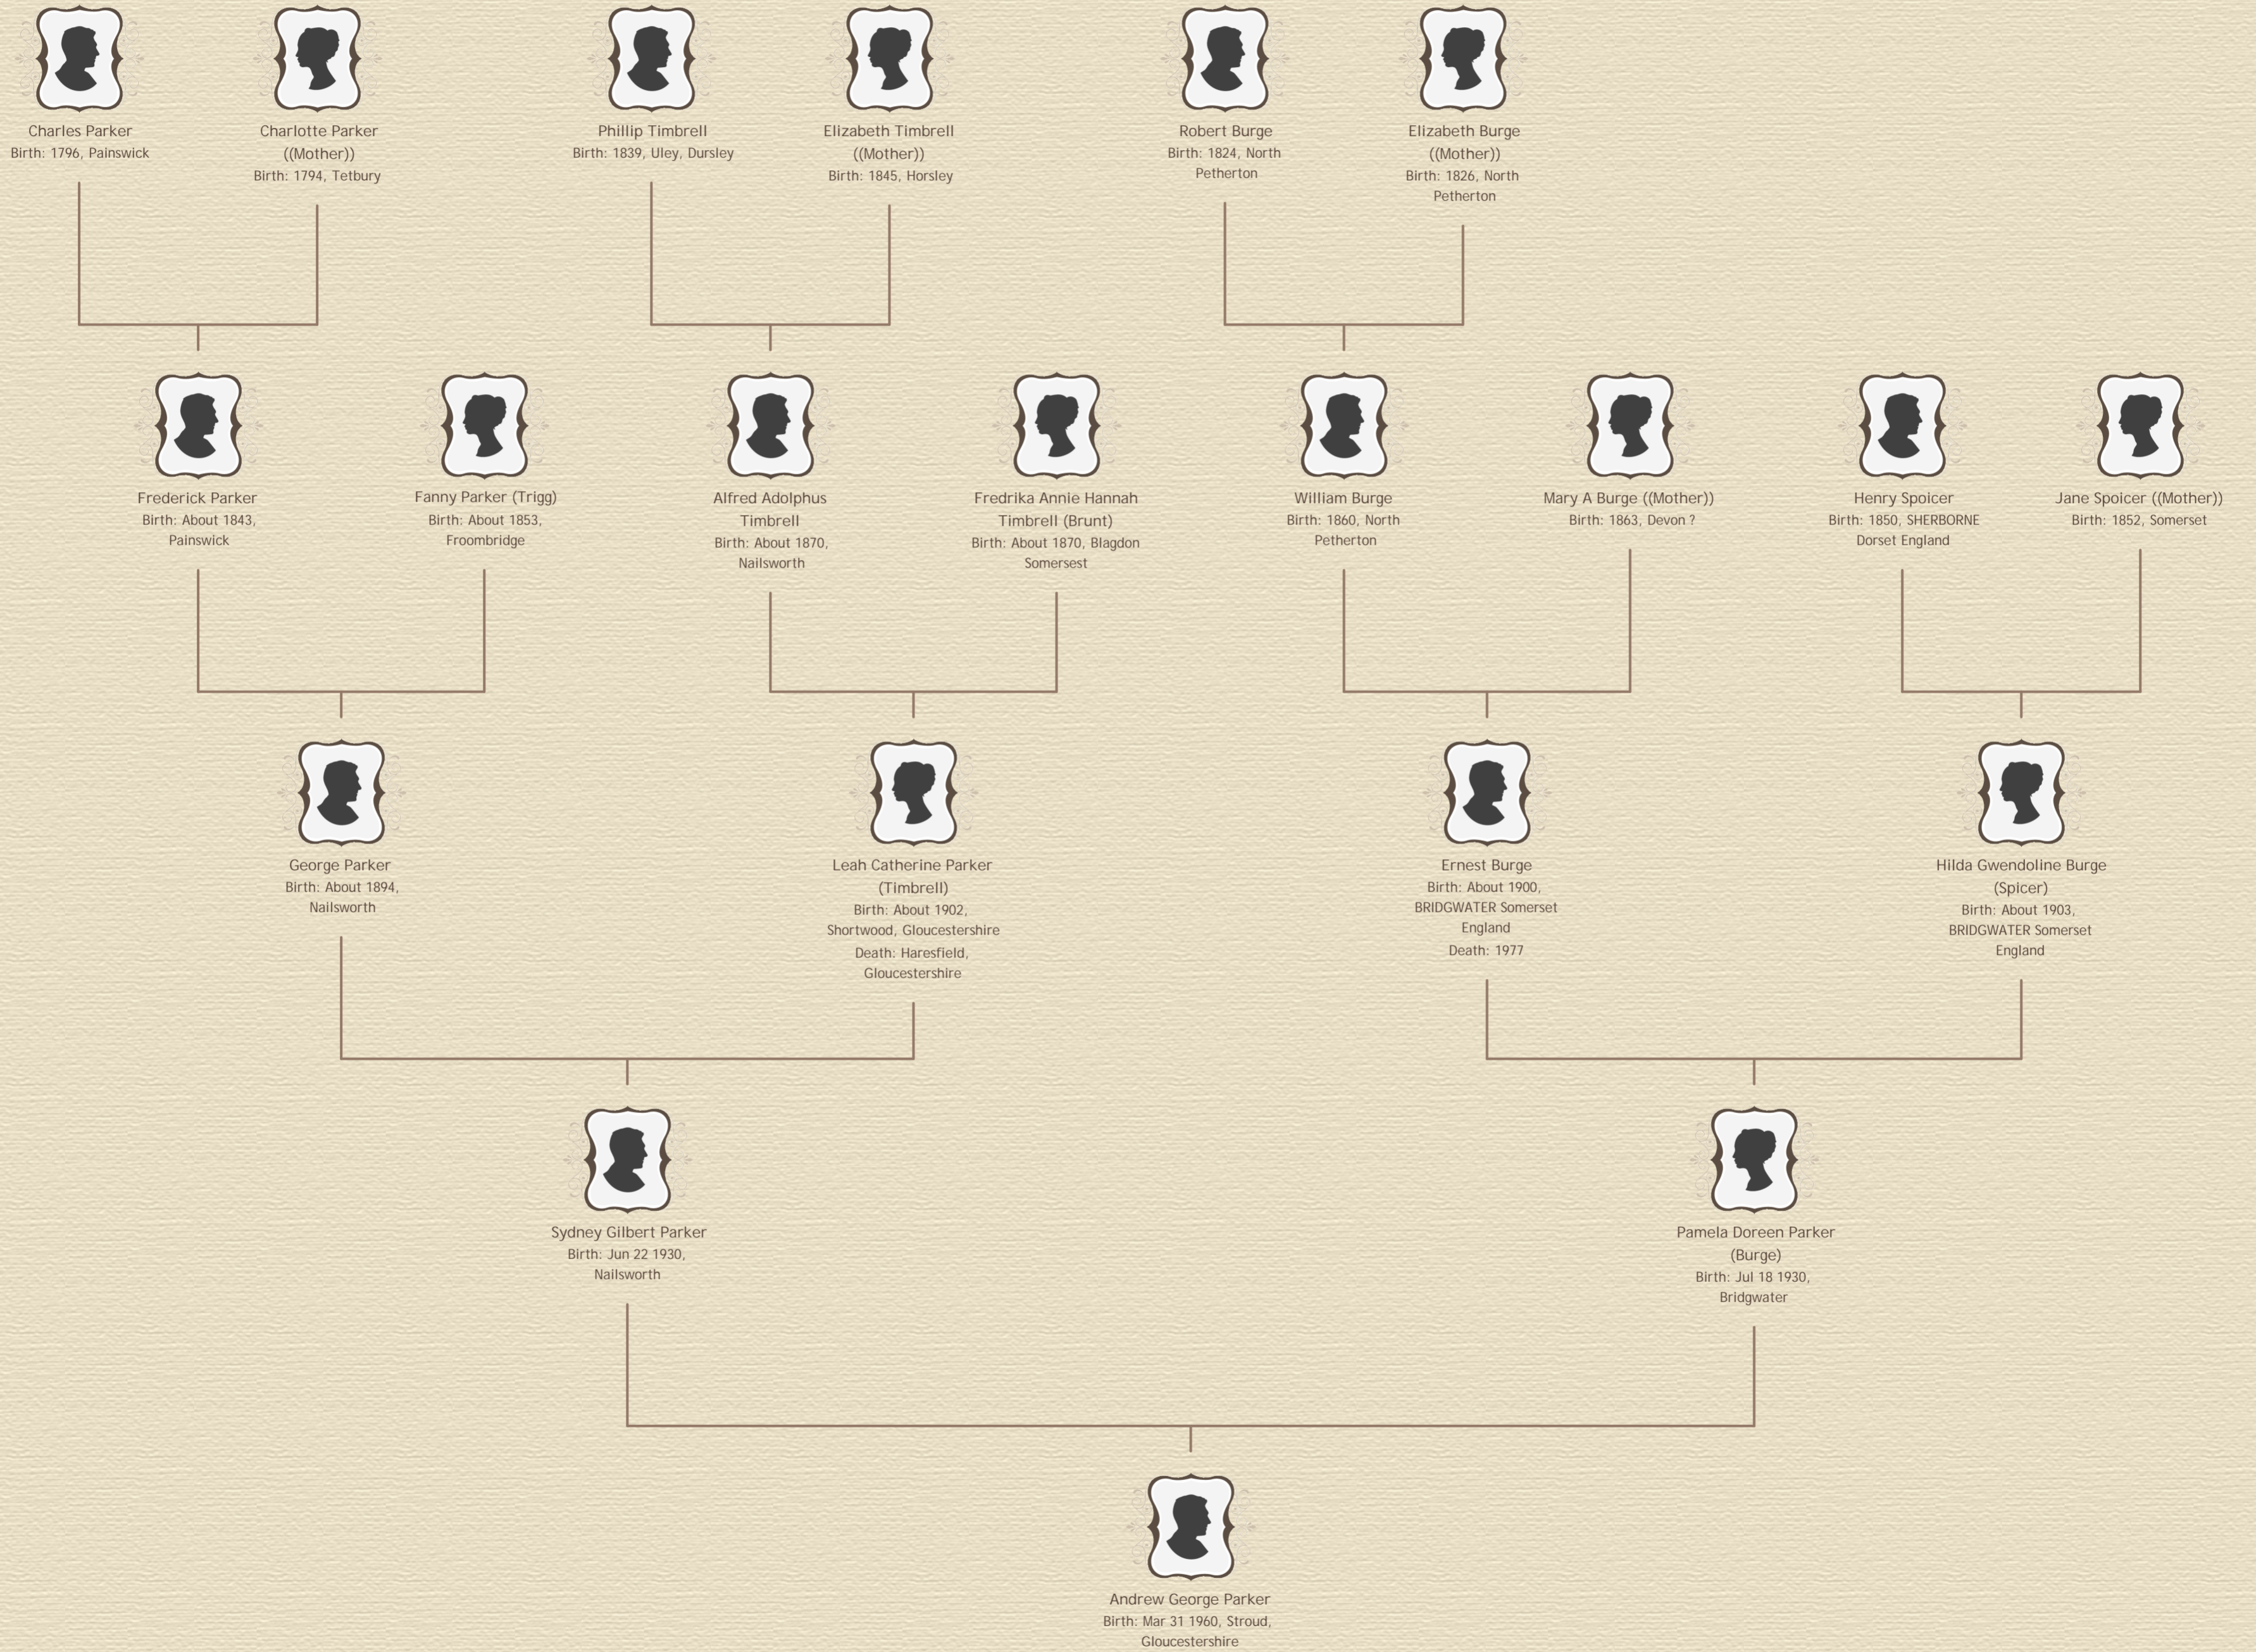 Charles Parker
Birth: 1796, Painswick
Charlotte Parker
((Mother))
Birth: 1794, Tetbury
Phillip Timbrell
Birth: 1839, Uley, Dursley
Elizabeth Timbrell
((Mother))
Birth: 1845, Horsley
Robert Burge
Birth: 1824, North
Petherton
Elizabeth Burge
((Mother))
Birth: 1826, North
Petherton
Frederick Parker
Birth: About 1843,
Painswick
Fanny Parker (Trigg)
Birth: About 1853,
Froombridge
Alfred Adolphus
Timbrell
Birth: About 1870,
Nailsworth
Fredrika Annie Hannah
Timbrell (Brunt)
Birth: About 1870, Blagdon
Somersest
William Burge
Birth: 1860, North
Petherton
Mary A Burge ((Mother))
Birth: 1863, Devon ?
Henry Spoicer
Birth: 1850, SHERBORNE
Dorset England
Jane Spoicer ((Mother))
Birth: 1852, Somerset
George Parker
Birth: About 1894,
Nailsworth
Leah Catherine Parker
(Timbrell)
Birth: About 1902,
Shortwood, Gloucestershire
Death: Haresfield,
Gloucestershire
Ernest Burge
Birth: About 1900,
BRIDGWATER Somerset
England
Death: 1977
Hilda Gwendoline Burge
(Spicer)
Birth: About 1903,
BRIDGWATER Somerset
England
Sydney Gilbert Parker
Birth: Jun 22 1930,
Nailsworth
Pamela Doreen Parker
(Burge)
Birth: Jul 18 1930,
Bridgwater
Andrew George Parker
Birth: Mar 31 1960, Stroud,
Gloucestershire